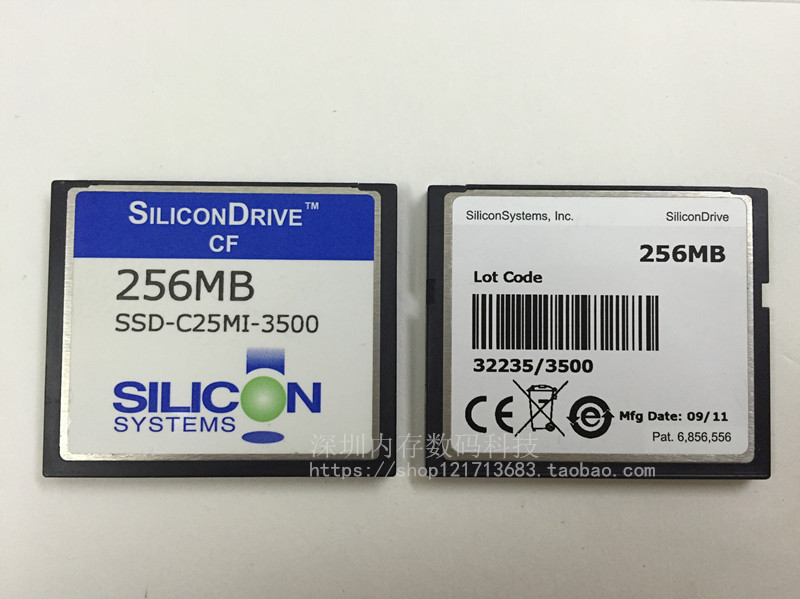 SILICONDRIVE™
CF
256MB
SSD-C25MI-3500
SILICON
SYSTEMS
SiliconSystems, Inc. SiliconDrive
256MB
Lot Code
32235/3500
CE
e
Mfg Date: 09/11
Pat. 6,856,556
深圳内存数码科技
https://shop121713683.taobao.com